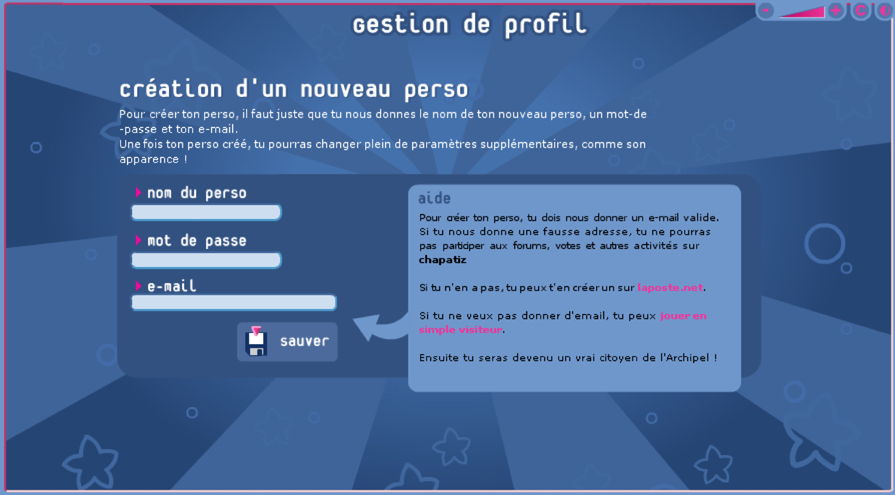 gestion de profil
- + C
création d'un nouveau perso
Pour créer ton perso, il faut juste que tu nous donnes le nom de ton nouveau perso, un mot-de
-passe et ton e-mail.
Une fois ton perso créé, tu pourras changer plein de paramètres supplémentaires, comme son
apparence !
nom du perso
mot de passe
e-mail
sauver
aide
Pour créer ton perso, tu dois nous donner un e-mail valide.
Si tu nous donne une fausse adresse, tu ne pourras
pas participer aux forums, votes et autres activités sur
chapatiz
Si tu n'en a pas, tu peux t'en créer un sur laposte.net.
Si tu ne veux pas donner d'email, tu peux jouer en
simple visiteur.
Ensuite tu seras devenu un vrai citoyen de l'Archipel !